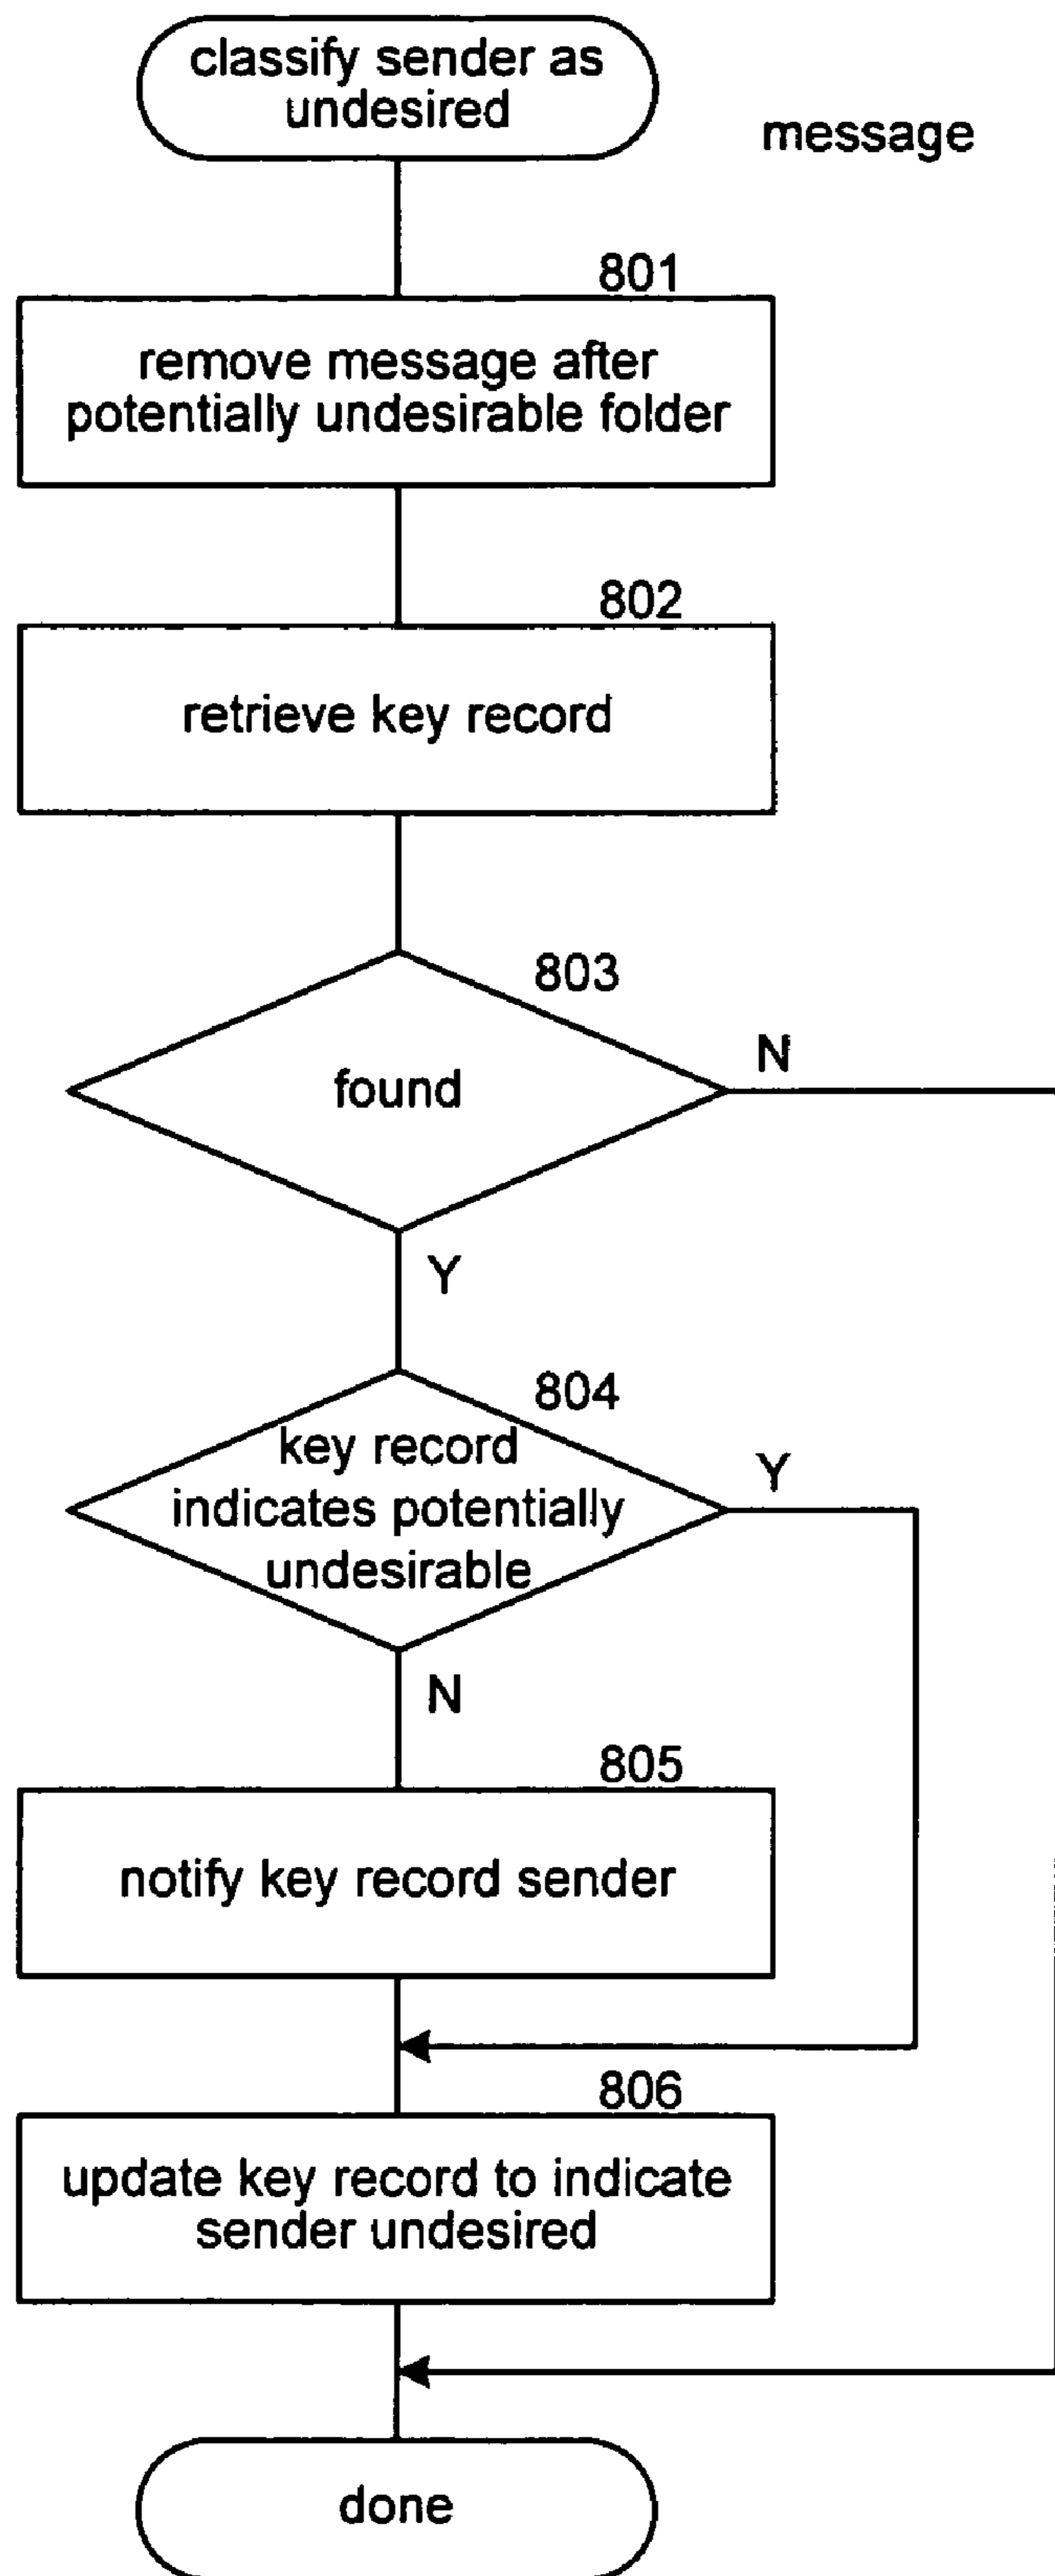 classify sender as
undesired
message
801
remove message after
potentially undesirable folder
802
retrieve key record
803
found
N
Y
804
key record
indicates potentially
undesirable
Y
N
805
notify key record sender
806
update key record to indicate
sender undesired
done